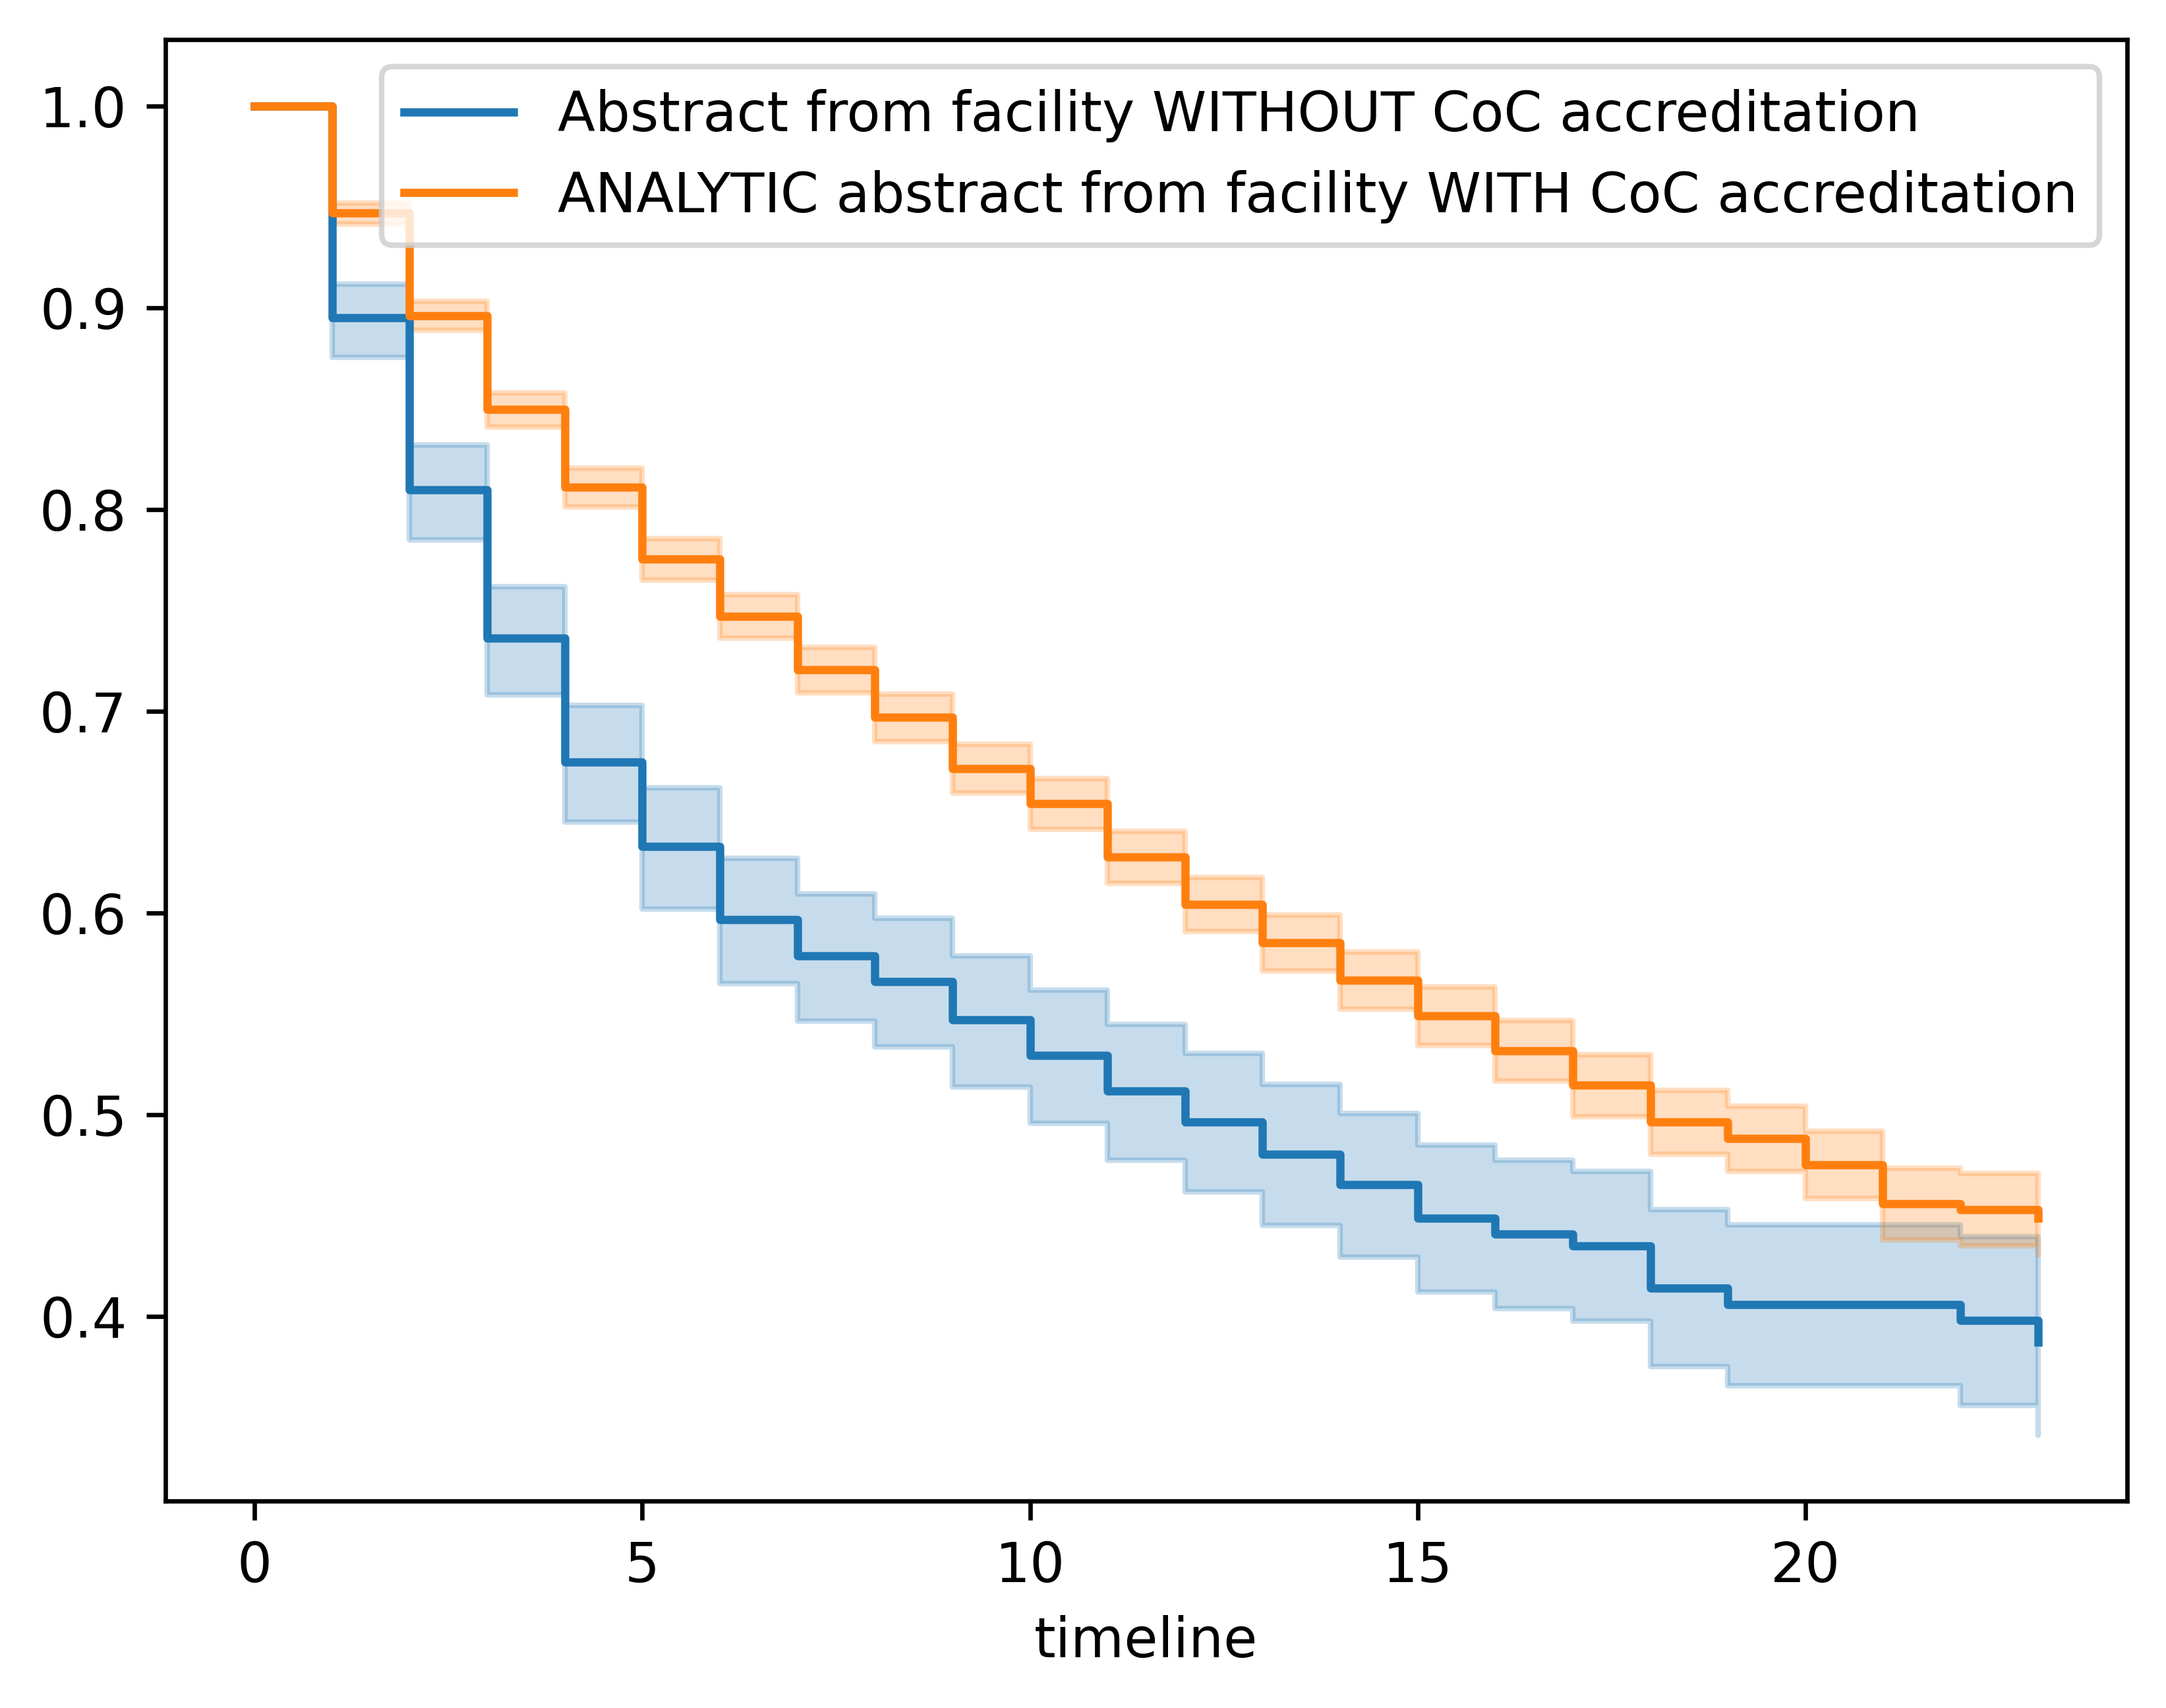 Abstract from facility WITHOUT CoC accreditation
ANALYTIC abstract from facility WITH CoC accreditation
1.0
0.9
0.8
0.7
0.6
0.5
0.4
0 5 10 15 20
timeline